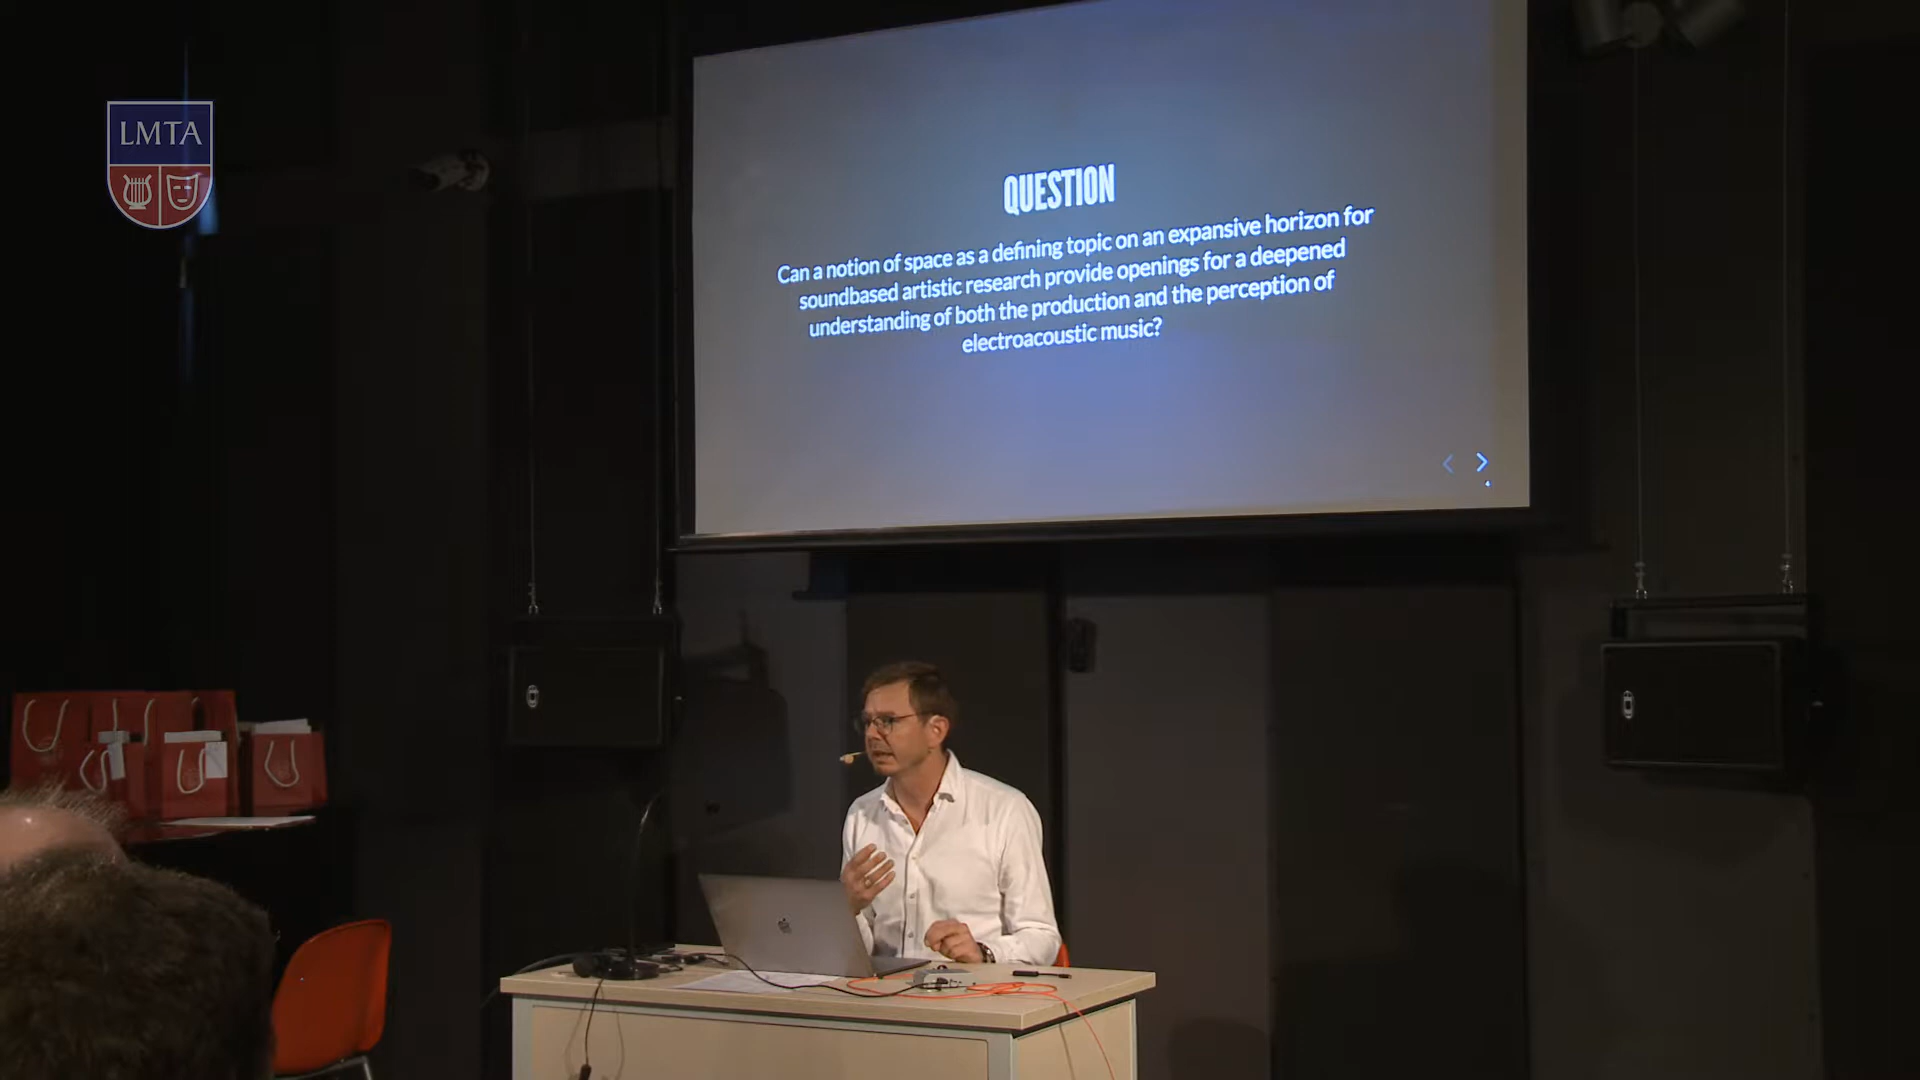 LMTA
QUESTION
Can a notion of space as a defining topic on an expansive horizon for
soundbased artistic research provide openings for a deepened
understanding of both the production and the perception of
electroacoustic music?
4